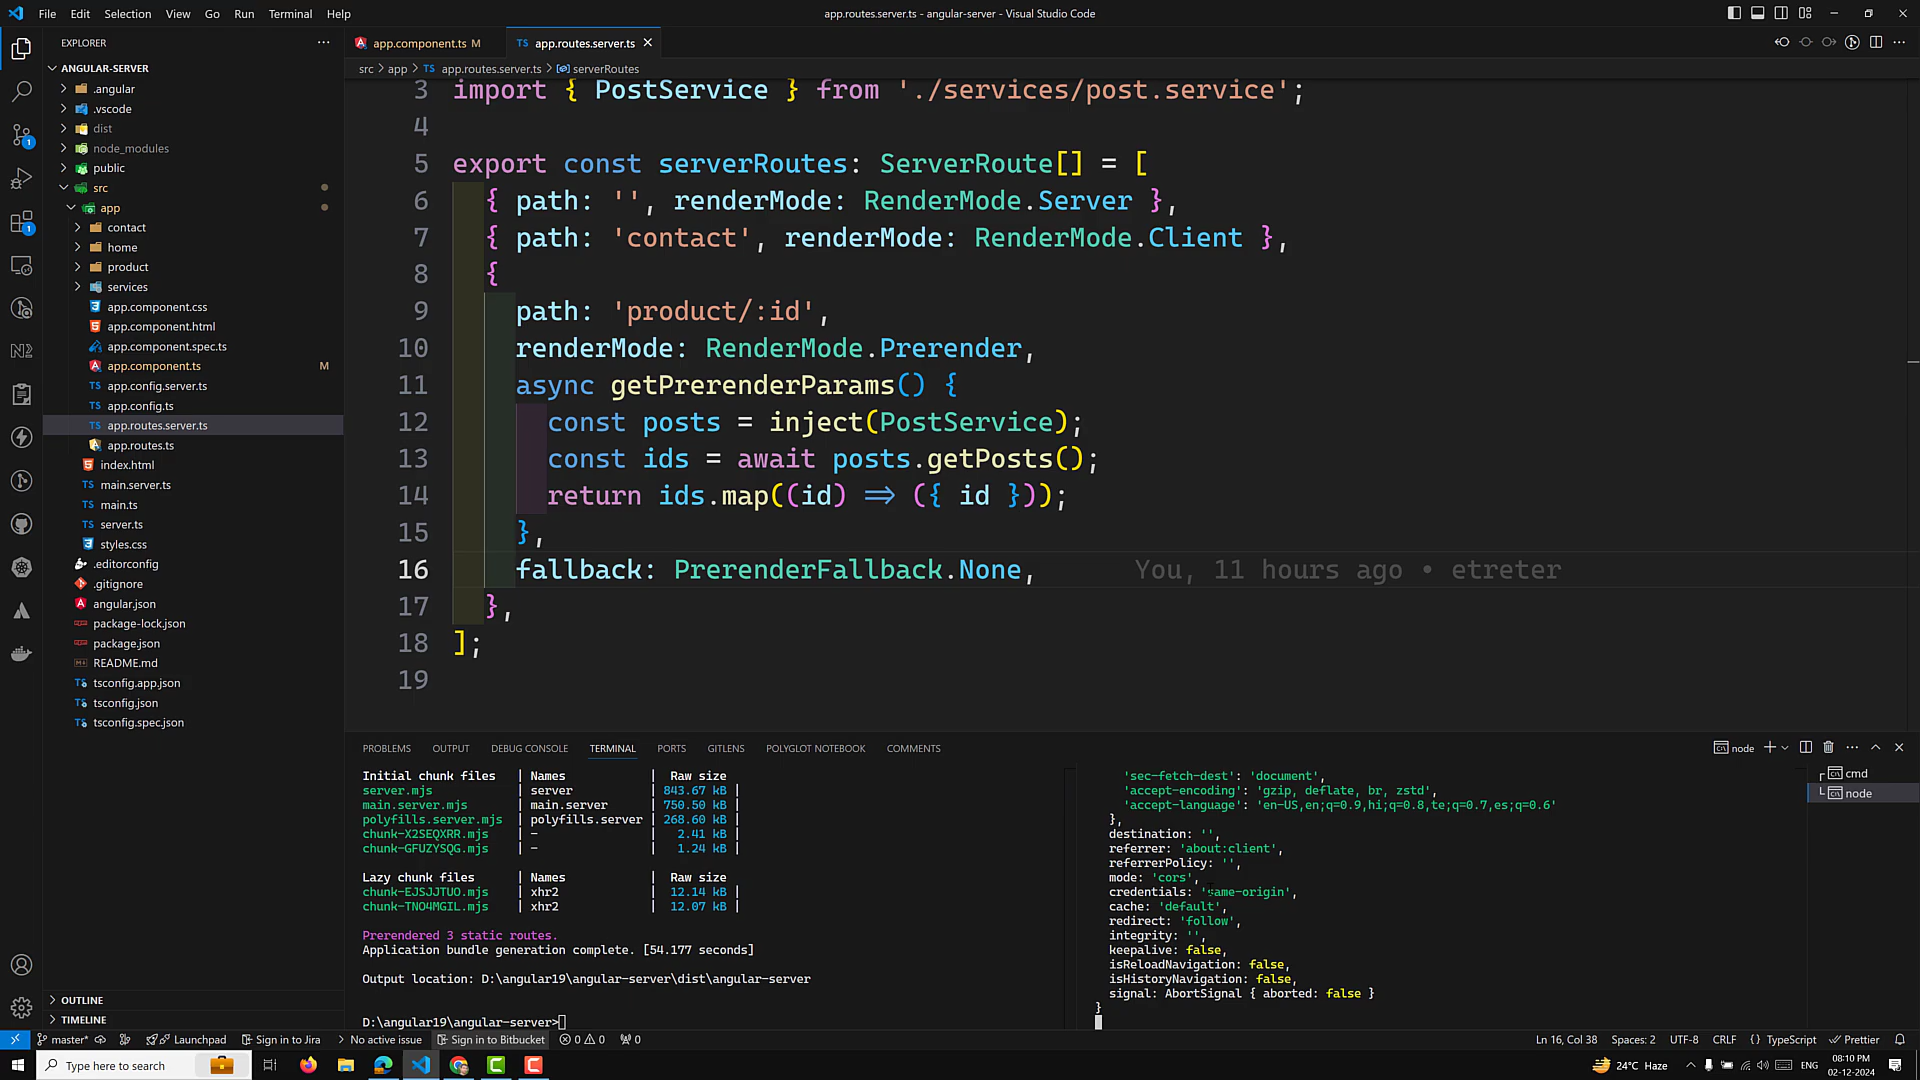 File Edit Selection View Go Run Terminal Help
app.routes.server.ts - angular-server - Visual Studio Code
EXPLORER
ANGULAR-SERVER
.angular
.vscode
dist
node_modules
public
src
app
contact
home
product
services
app.component.css
app.component.html
app.component.spec.ts
app.component.ts M
app.config.server.ts
app.config.ts
app.routes.server.ts
app.routes.ts
index.html
main.server.ts
main.ts
server.ts
styles.css
.editorconfig
.gitignore
angular.json
package-lock.json
package.json
README.md
tsconfig.app.json
tsconfig.json
tsconfig.spec.json
OUTLINE
TIMELINE
app.component.ts M
TS app.routes.server.ts
src > app > TS app.routes.server.ts > serverRoutes
3 import { PostService } from './services/post.service';
4
5 export const serverRoutes: ServerRoute[] = [
6 { path: '', renderMode: RenderMode.Server },
7 { path: 'contact', renderMode: RenderMode.Client },
8 {
9 path: 'product/:id',
10 renderMode: RenderMode.Prerender,
11 async getPrerenderParams() {
12 const posts = inject(PostService);
13 const ids = await posts.getPosts();
14 return ids.map((id) => ({ id }));
15 },
16 fallback: PrerenderFallback.None, You, 11 hours ago • etreter
17 },
18 ];
19
PROBLEMS OUTPUT DEBUG CONSOLE TERMINAL PORTS GITLENS POLYGLOT NOTEBOOK COMMENTS
node
Initial chunk files | Names | Raw size
server.mjs | server | 843.67 kB |
main.server.mjs | main.server | 750.50 kB |
polyfills.server.mjs | polyfills.server | 268.60 kB |
chunk-X2SEQXRR.mjs | - | 2.41 kB |
chunk-GFUZYSQG.mjs | - | 1.24 kB |
Lazy chunk files | Names | Raw size
chunk-EJSJJTUO.mjs | xhr2 | 12.14 kB |
chunk-TNO4MGIL.mjs | xhr2 | 12.07 kB |
Prerendered 3 static routes.
Application bundle generation complete. [54.177 seconds]
Output location: D:\angular19\angular-server\dist\angular-server
D:\angular19\angular-server>
'sec-fetch-dest': 'document',
'accept-encoding': 'gzip, deflate, br, zstd',
'accept-language': 'en-US,en;q=0.9,hi;q=0.8,te;q=0.7,es;q=0.6'
},
destination: '',
referrer: 'about:client',
referrerPolicy: '',
mode: 'cors',
credentials: 'same-origin',
cache: 'default',
redirect: 'follow',
integrity: '',
keepalive: false,
isReloadNavigation: false,
isHistoryNavigation: false,
signal: AbortSignal { aborted: false }
}
cmd
node
master* Launchpad Sign in to Jira No active issue Sign in to Bitbucket 0 0 0
Ln 16, Col 38 Spaces: 2 UTF-8 CRLF {} TypeScript Prettier
Type here to search
24°C Haze ENG
08:10 PM
02-12-2024